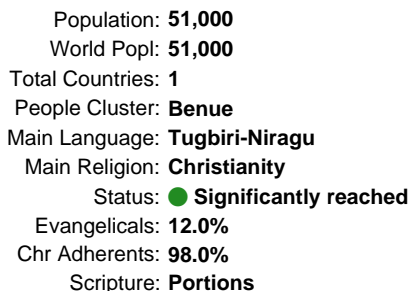 Population: 51,000
World Popl: 51,000
Total Countries: 1
People Cluster: Benue
Main Language: Tugbiri-Niragu
Main Religion: Christianity
Status: Significantly reached
Evangelicals: 12.0%
Chr Adherents: 98.0%
Scripture: Portions